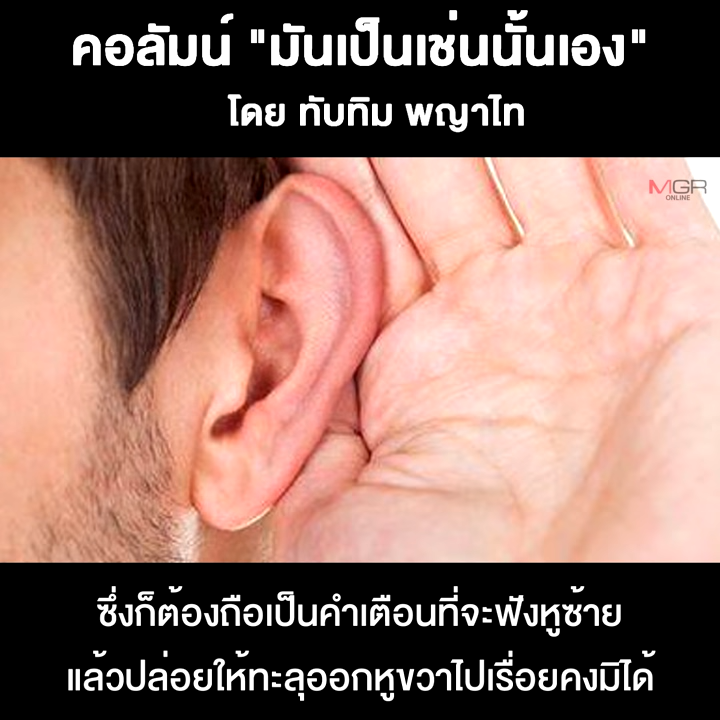 คอลัมน์ "มันเป็นเช่นนั้นเอง"
โดย ทับทิม พญาไท
MGR
ONLINE
ซึ่งก็ต้องถือเป็นคำเตือนที่จะฟังหูซ้าย
แล้วปล่อยให้ทะลุออกหูขวาไปเรื่อยคงมิได้